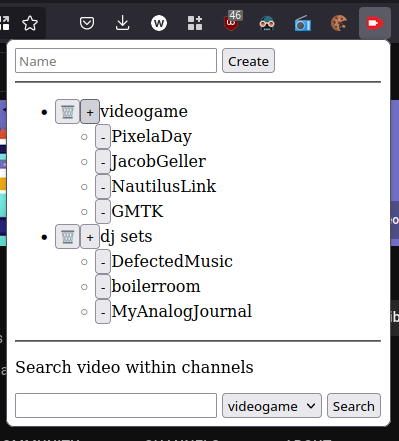 46
Name Create
+ videogame
- PixelaDay
- JacobGeller
- NautilusLink
- GMTK
+ dj sets
- DefectedMusic
- boilerroom
- MyAnalogJournal
Search video within channels
videogame Search